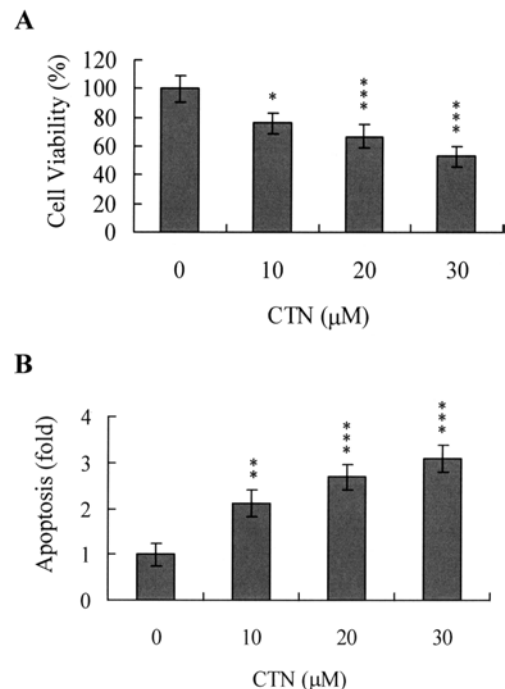 A
Cell Viability (%)
120
100
80
60
40
20
0
*
***
***
0 10 20 30
CTN (μM)
B
Apoptosis (fold)
4
3
2
1
0
**
***
***
0 10 20 30
CTN (μM)